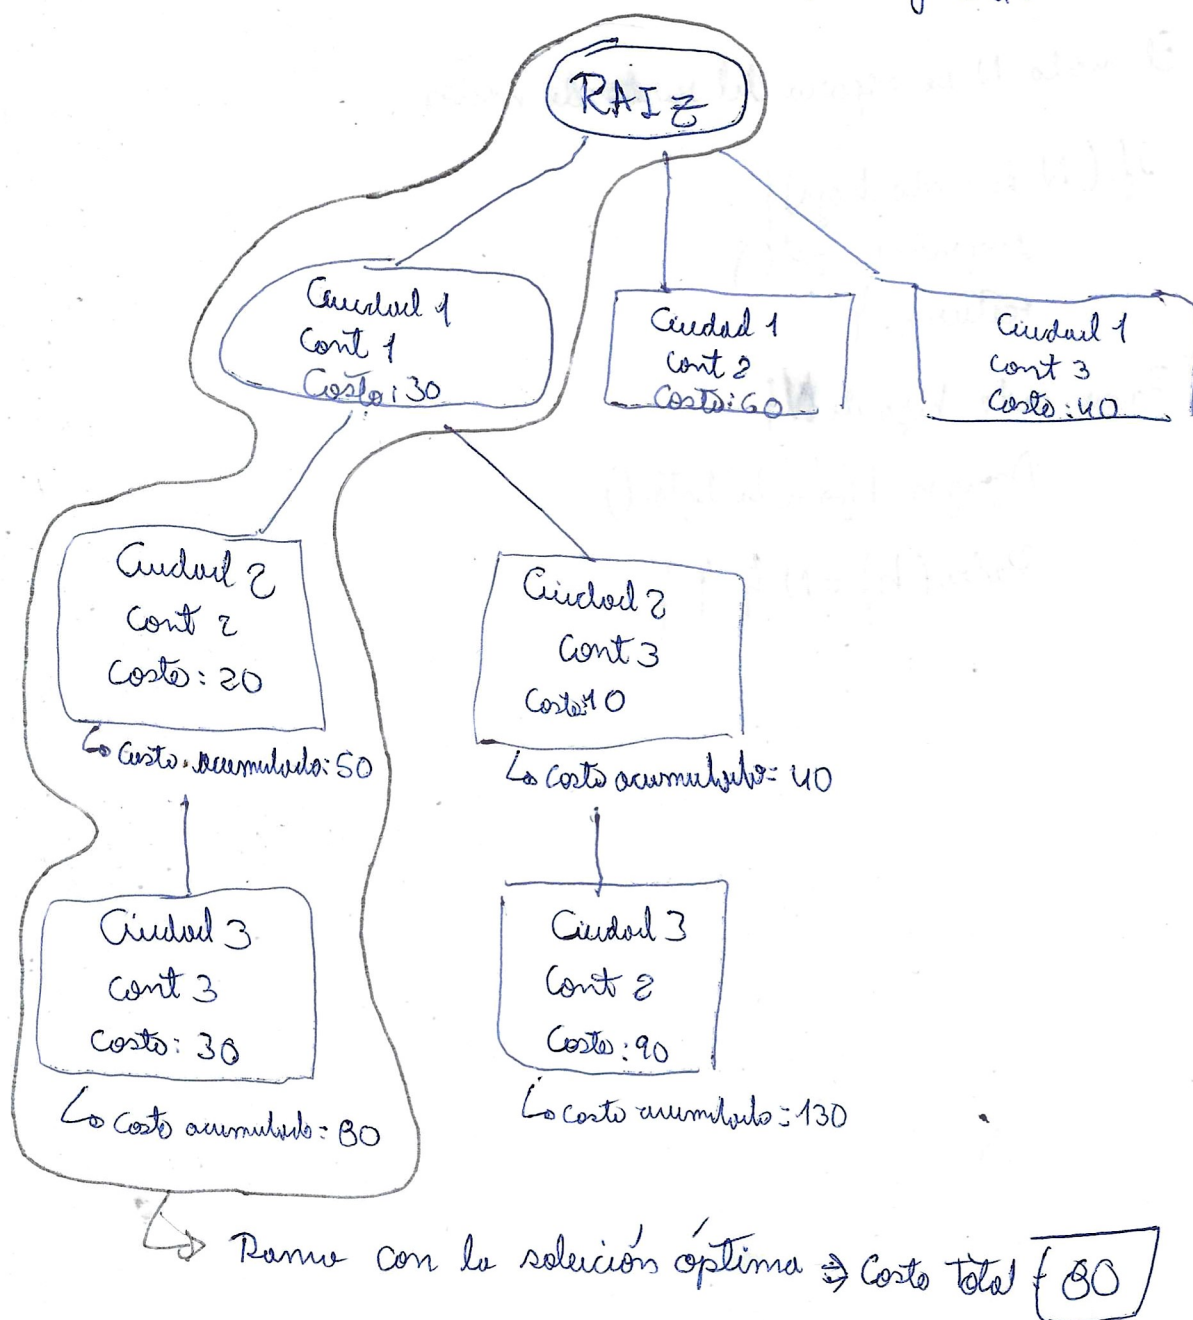 RAIZ
Ciudad 1
Cont 1
Costo: 30
Ciudad 1
Cont 2
Costo: 60
Ciudad 1
Cont 3
Costo: 40
Ciudad 2
Cont 2
Costo: 20
↳ Costo acumulado: 50
Ciudad 2
Cont 3
Costo: 10
↳ Costo acumulado = 40
Ciudad 3
Cont 3
Costo: 30
↳ Costo acumulado = 80
Ciudad 3
Cont 2
Costo: 90
↳ Costo acumulado = 130
Rama con la solución óptima ⇒ Costo Total = 80